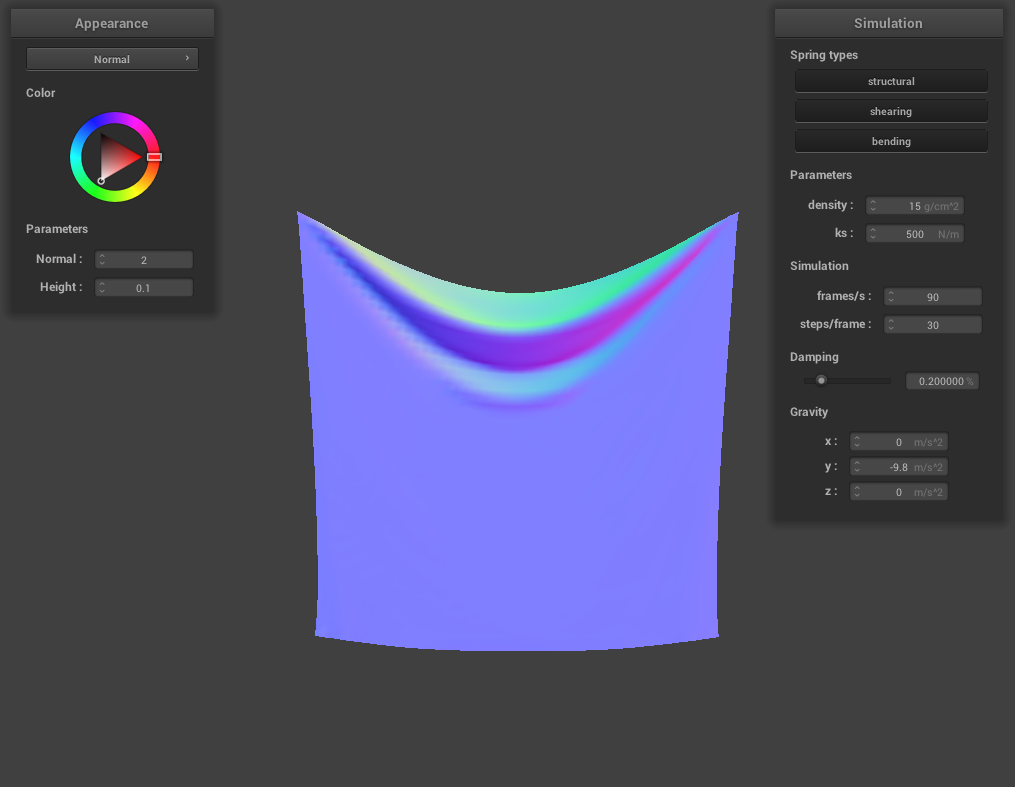 Appearance
Normal
Color
Parameters
Normal : 2
Height : 0.1
Simulation
Spring types
structural
shearing
bending
Parameters
density : 15 g/cm^2
ks : 500 N/m
Simulation
frames/s : 90
steps/frame : 30
Damping
0.200000 %
Gravity
x : 0 m/s^2
y : -9.8 m/s^2
z : 0 m/s^2